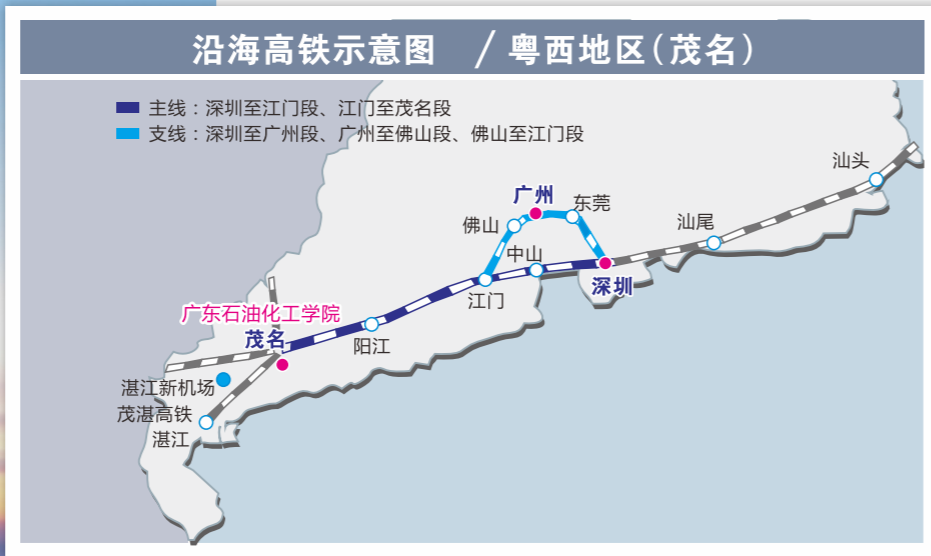 沿海高铁示意图 / 粤西地区(茂名)
主线：深圳至江门段、江门至茂名段
支线：深圳至广州段、广州至佛山段、佛山至江门段
汕头
广州
东莞
佛山
汕尾
中山
深圳
江门
广东石油化工学院
茂名
阳江
湛江新机场
茂湛高铁
湛江